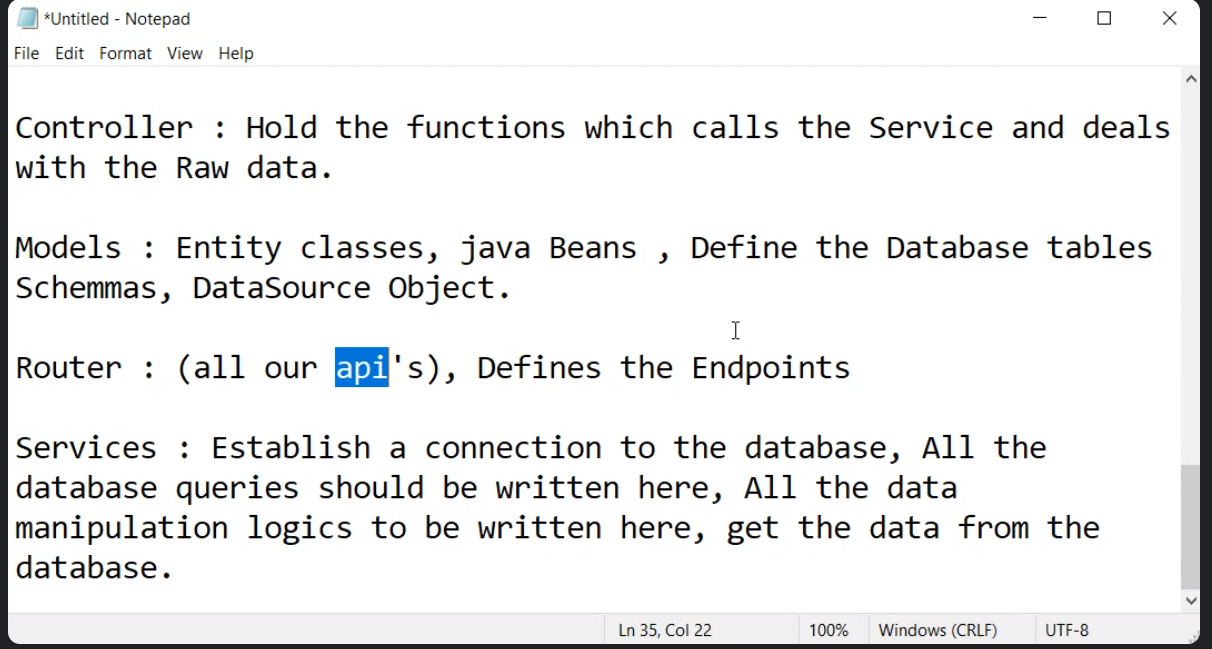 *Untitled - Notepad
File Edit Format View Help
Controller : Hold the functions which calls the Service and deals
with the Raw data.
Models : Entity classes, java Beans , Define the Database tables
Schemmas, DataSource Object.
Router : (all our api's), Defines the Endpoints
Services : Establish a connection to the database, All the
database queries should be written here, All the data
manipulation logics to be written here, get the data from the
database.
Ln 35, Col 22 100% Windows (CRLF) UTF-8